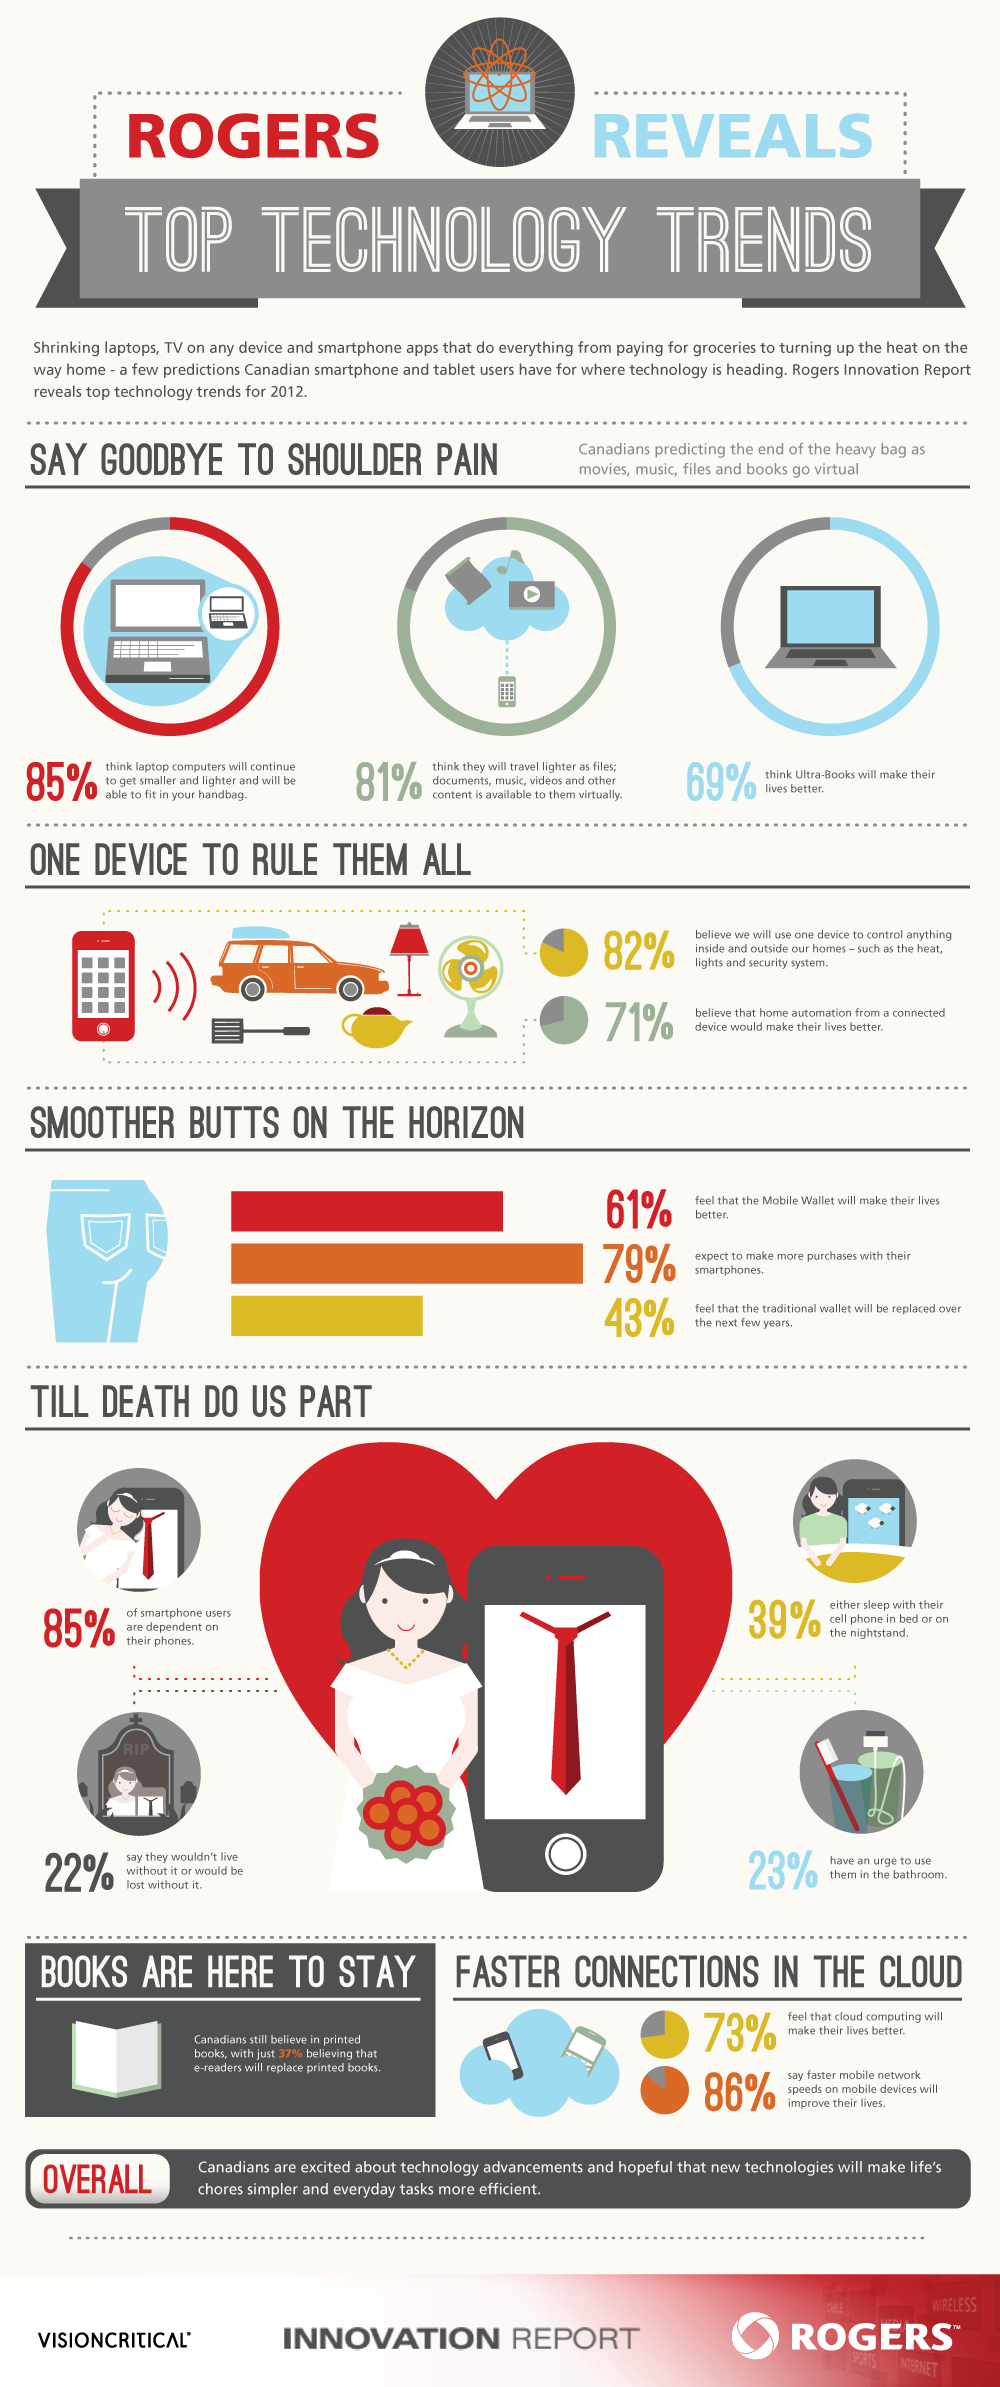 ROGERS REVEALS
TOP TECHNOLOGY TRENDS
Shrinking laptops, TV on any device and smartphone apps that do everything from paying for groceries to turning up the heat on the
way home - a few predictions Canadian smartphone and tablet users have for where technology is heading. Rogers Innovation Report
reveals top technology trends for 2012.
SAY GOODBYE TO SHOULDER PAIN
Canadians predicting the end of the heavy bag as
movies, music, files and books go virtual
85%
think laptop computers will continue
to get smaller and lighter and will be
able to fit in your handbag.
81%
think they will travel lighter as files;
documents, music, videos and other
content is available to them virtually.
69%
think Ultra-Books will make their
lives better.
ONE DEVICE TO RULE THEM ALL
82%
believe we will use one device to control anything
inside and outside our homes – such as the heat,
lights and security system.
71%
believe that home automation from a connected
device would make their lives better.
SMOOTHER BUTTS ON THE HORIZON
61%
feel that the Mobile Wallet will make their lives
better.
79%
expect to make more purchases with their
smartphones.
43%
feel that the traditional wallet will be replaced over
the next few years.
TILL DEATH DO US PART
85%
of smartphone users
are dependent on
their phones.
39%
either sleep with their
cell phone in bed or on
the nightstand.
RIP
22%
say they wouldn't live
without it or would be
lost without it.
23%
have an urge to use
them in the bathroom.
BOOKS ARE HERE TO STAY
Canadians still believe in printed
books, with just 37% believing that
e-readers will replace printed books.
FASTER CONNECTIONS IN THE CLOUD
73%
feel that cloud computing will
make their lives better.
86%
say faster mobile network
speeds on mobile devices will
improve their lives.
OVERALL
Canadians are excited about technology advancements and hopeful that new technologies will make life's
chores simpler and everyday tasks more efficient.
VISIONCRITICAL®
INNOVATION REPORT
ROGERS™
CABLE
WIRELESS
MEDIA
SPORTS
INTERNET